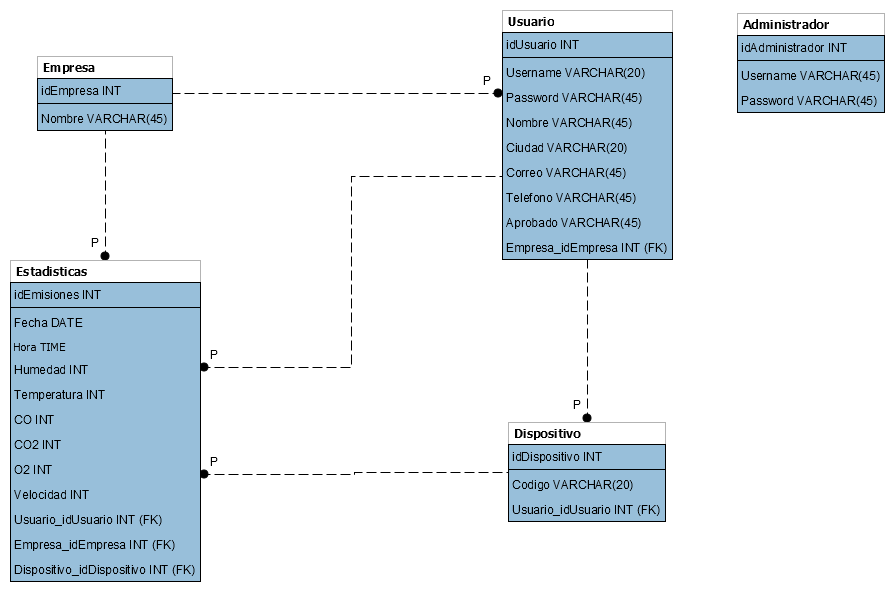 Empresa
idEmpresa INT
Nombre VARCHAR(45)
P
Usuario
idUsuario INT
Username VARCHAR(20)
Password VARCHAR(45)
Nombre VARCHAR(45)
Ciudad VARCHAR(20)
Correo VARCHAR(45)
Telefono VARCHAR(45)
Aprobado VARCHAR(45)
Empresa_idEmpresa INT (FK)
Administrador
idAdministrador INT
Username VARCHAR(45)
Password VARCHAR(45)
P
Estadisticas
idEmisiones INT
Fecha DATE
Hora TIME
Humedad INT
Temperatura INT
CO INT
CO2 INT
O2 INT
Velocidad INT
Usuario_idUsuario INT (FK)
Empresa_idEmpresa INT (FK)
Dispositivo_idDispositivo INT (FK)
P
P
P
Dispositivo
idDispositivo INT
Codigo VARCHAR(20)
Usuario_idUsuario INT (FK)